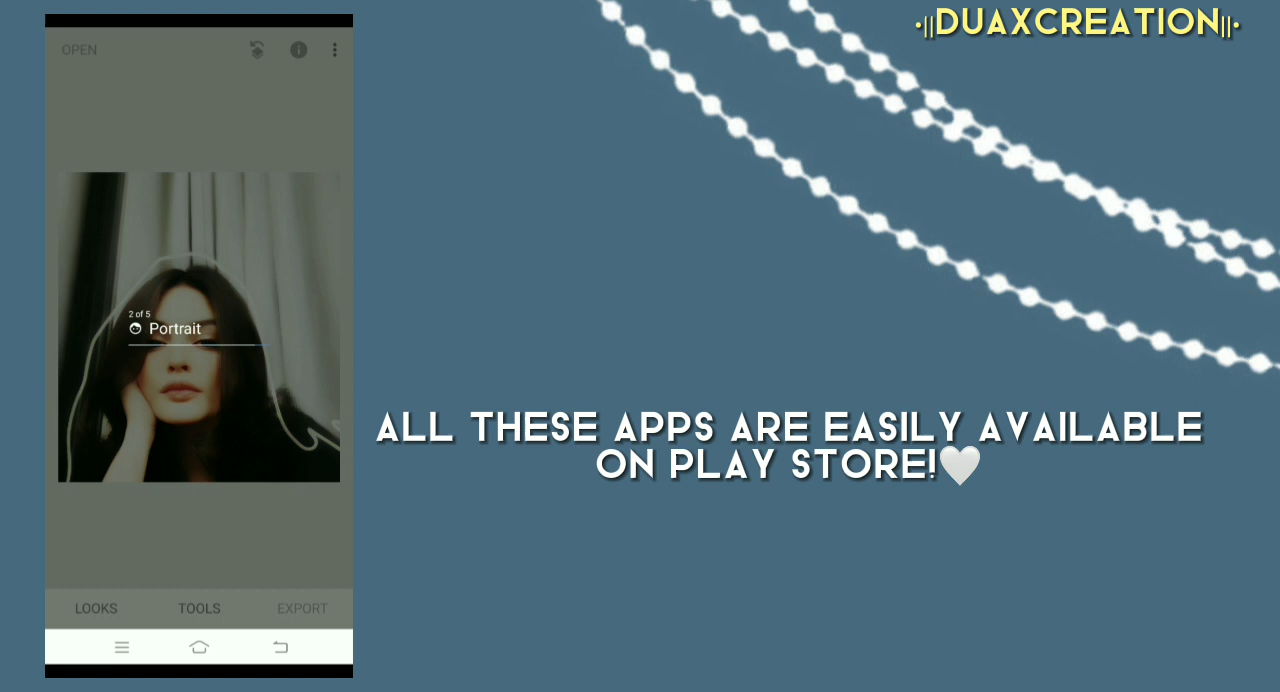 •||DUAXCREATION||•
OPEN
2 of 5
Portrait
ALL THESE APPS ARE EASILY AVAILABLE
ON PLAY STORE!🤍
LOOKS TOOLS EXPORT